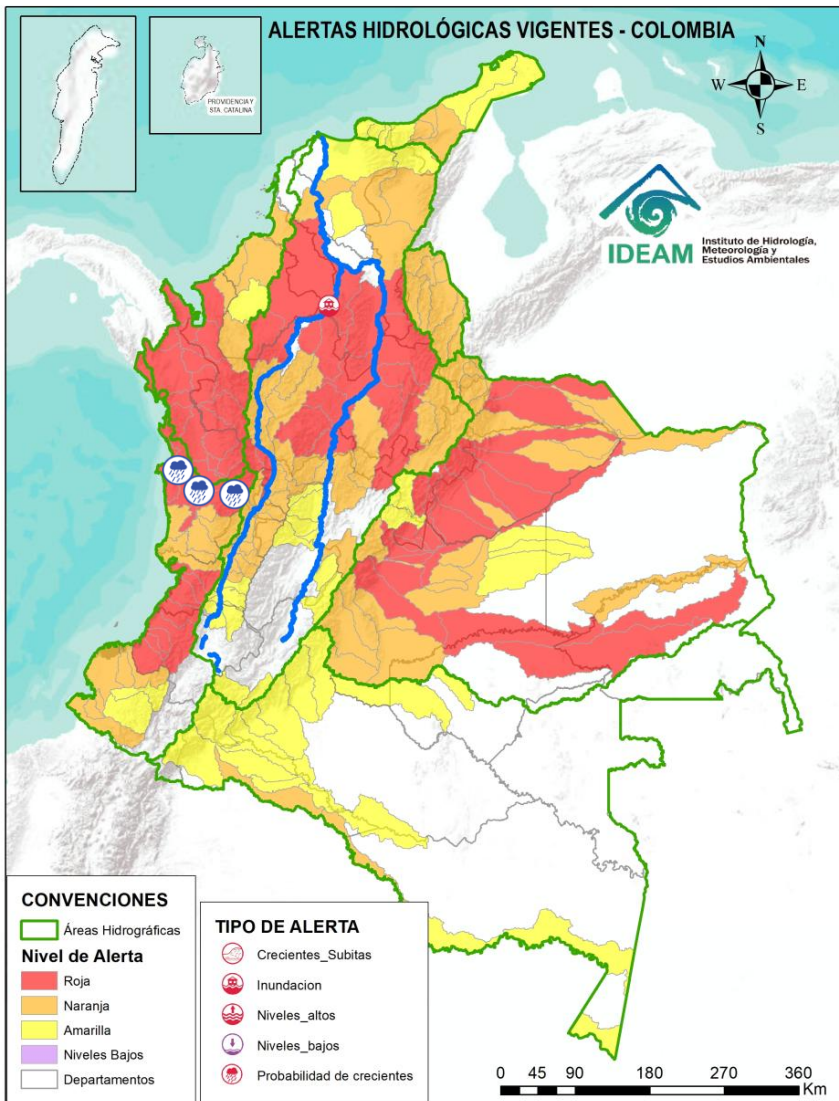 ALERTAS HIDROLÓGICAS VIGENTES - COLOMBIA
PROVIDENCIA Y
STA. CATALINA
N
W
E
S
IDEAM
Instituto de Hidrología,
Meteorología y
Estudios Ambientales
CONVENCIONES
Áreas Hidrográficas
Nivel de Alerta
Roja
Naranja
Amarilla
Niveles Bajos
Departamentos
TIPO DE ALERTA
Crecientes_Subitas
Inundacion
Niveles_altos
Niveles_bajos
Probabilidad de crecientes
0 45 90 180 270 360
Km